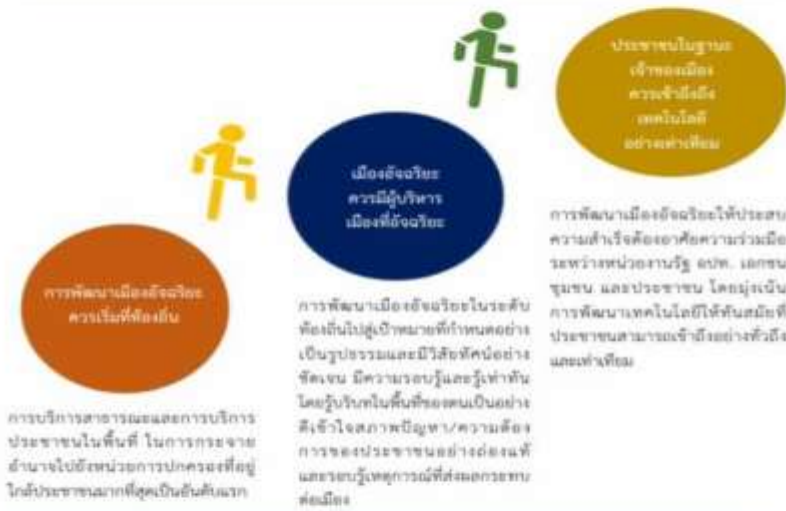 การพัฒนาเมืองอัจฉริยะ
ควรเริ่มที่ท้องถิ่น
การบริการสาธารณะและการบริการ
ประชาชนในพื้นที่ ในการกระจาย
อำนาจไปยังหน่วยการปกครองที่อยู่
ใกล้ประชาชนมากที่สุดเป็นอันดับแรก
เมืองอัจฉริยะ
ควรมีผู้บริหาร
เมืองที่อัจฉริยะ
การพัฒนาเมืองอัจฉริยะในระดับ
ท้องถิ่นไปสู่เป้าหมายที่กำหนดอย่าง
เป็นรูปธรรมและมีวิสัยทัศน์อย่าง
ชัดเจน มีความรอบรู้และรู้เท่าทัน
โดยรู้บริบทในพื้นที่ของตนเป็นอย่าง
ดีเข้าใจสภาพปัญหา/ความต้อง
การของประชาชนอย่างถ่องแท้
และรอบรู้เหตุการณ์ที่ส่งผลกระทบ
ต่อเมือง
ประชาชนในฐานะ
เจ้าของเมือง
ควรเข้าถึงถึง
เทคโนโลยี
อย่างเท่าเทียม
การพัฒนาเมืองอัจฉริยะให้ประสบ
ความสำเร็จต้องอาศัยความร่วมมือ
ระหว่างหน่วยงานรัฐ อปท. เอกชน
ชุมชน และประชาชน โดยมุ่งเน้น
การพัฒนาเทคโนโลยีให้ทันสมัยที่
ประชาชนสามารถเข้าถึงอย่างทั่วถึง
และเท่าเทียม